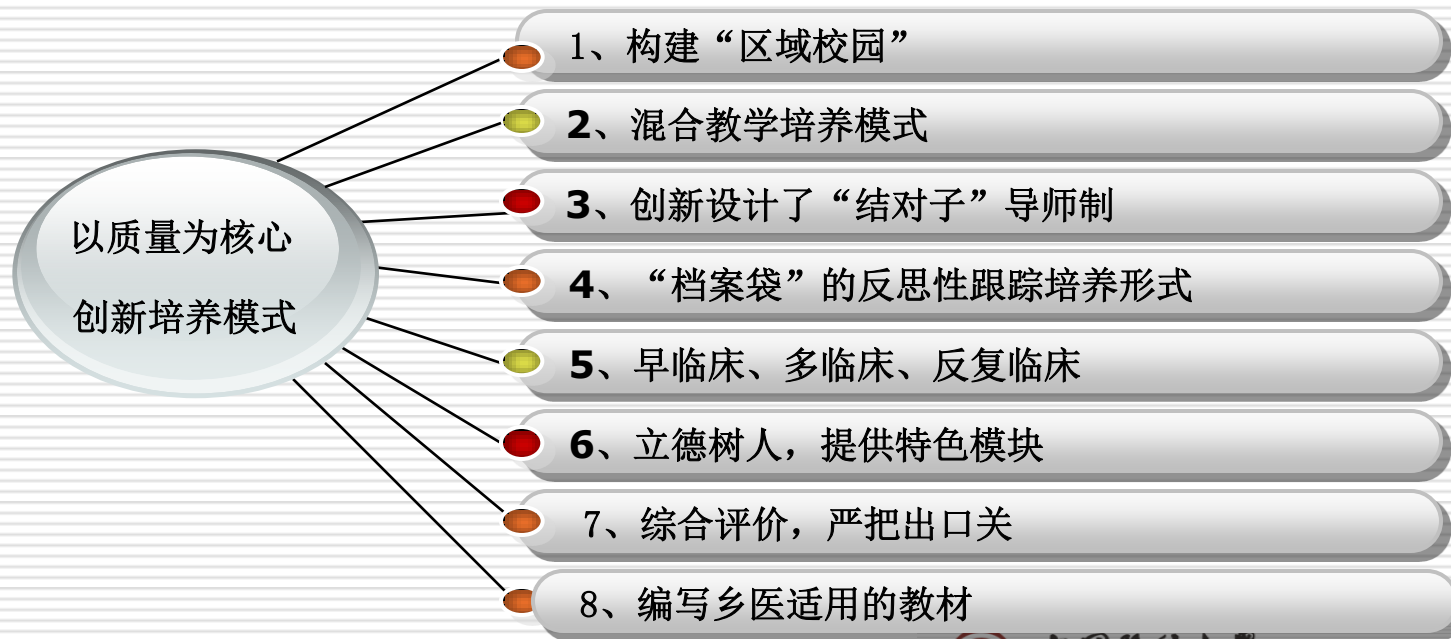 以质量为核心
创新培养模式
1、构建“区域校园”
2、混合教学培养模式
3、创新设计了“结对子”导师制
4、“档案袋”的反思性跟踪培养形式
5、早临床、多临床、反复临床
6、立德树人，提供特色模块
7、综合评价，严把出口关
8、编写乡医适用的教材